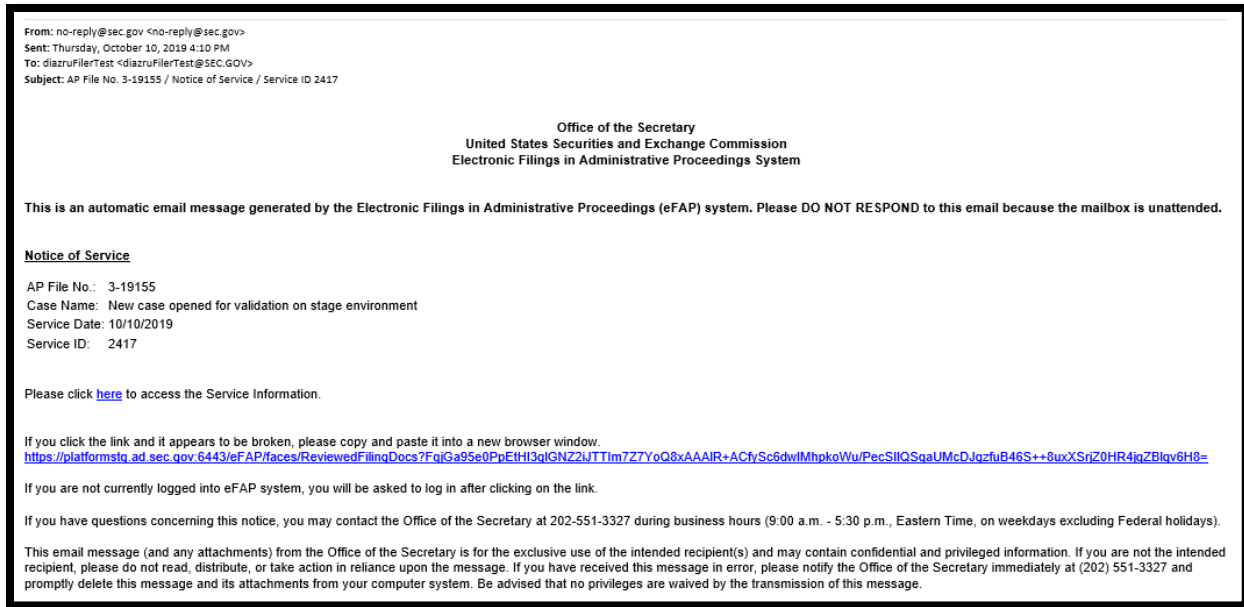 From: no-reply@sec.gov <no-reply@sec.gov>
Sent: Thursday, October 10, 2019 4:10 PM
To: diazruFilerTest <diazruFilerTest@SEC.GOV>
Subject: AP File No. 3-19155 / Notice of Service / Service ID 2417
Office of the Secretary
United States Securities and Exchange Commission
Electronic Filings in Administrative Proceedings System
This is an automatic email message generated by the Electronic Filings in Administrative Proceedings (eFAP) system. Please DO NOT RESPOND to this email because the mailbox is unattended.
Notice of Service
AP File No.: 3-19155
Case Name: New case opened for validation on stage environment
Service Date: 10/10/2019
Service ID: 2417
Please click here to access the Service Information.
If you click the link and it appears to be broken, please copy and paste it into a new browser window.
https://platformstg.ad.sec.gov:6443/eFAP/faces/ReviewedFilingDocs?FqjGa95e0PpEtHI3qIGNZ2iJTTIm7Z7YoQ8xAAAIR+ACfySc6dwIMhpkoWu/PecSIIQSqaUMcDJgzfuB46S++8uxXSrjZ0HR4jgZBlqv6H8=
If you are not currently logged into eFAP system, you will be asked to log in after clicking on the link.
If you have questions concerning this notice, you may contact the Office of the Secretary at 202-551-3327 during business hours (9:00 a.m. - 5:30 p.m., Eastern Time, on weekdays excluding Federal holidays).
This email message (and any attachments) from the Office of the Secretary is for the exclusive use of the intended recipient(s) and may contain confidential and privileged information. If you are not the intended
recipient, please do not read, distribute, or take action in reliance upon the message. If you have received this message in error, please notify the Office of the Secretary immediately at (202) 551-3327 and
promptly delete this message and its attachments from your computer system. Be advised that no privileges are waived by the transmission of this message.